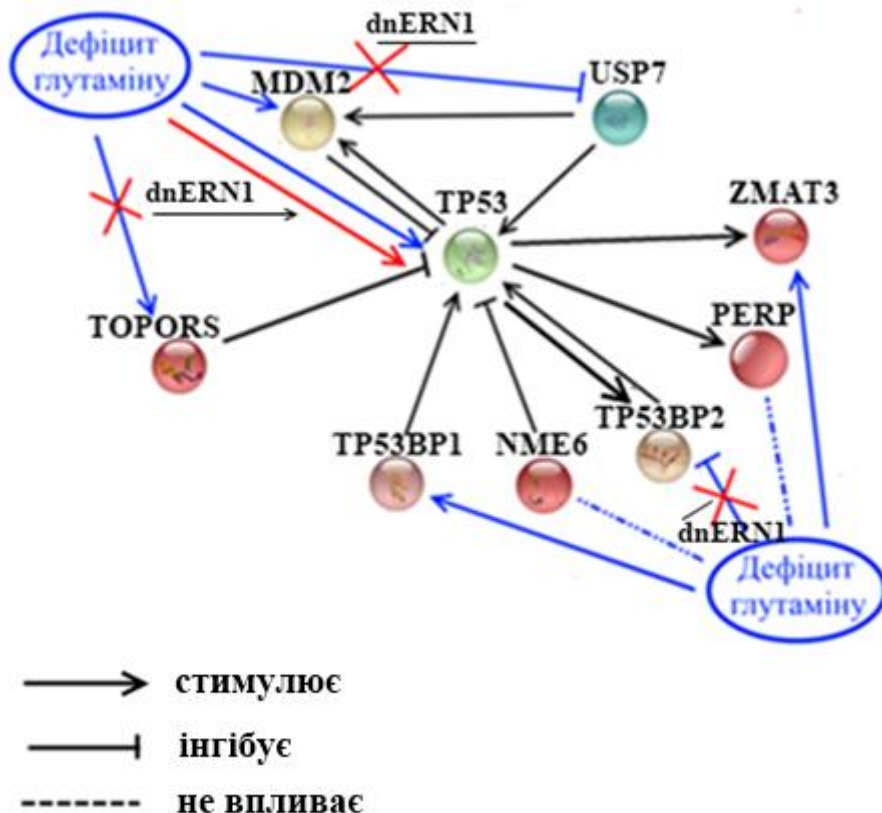 dnERN1
Дефіцит
глутаміну
MDM2
USP7
dnERN1
TP53
ZMAT3
TOPORS
PERP
TP53BP1
NME6
TP53BP2
dnERN1
Дефіцит
глутаміну
стимулює
інгібує
не впливає